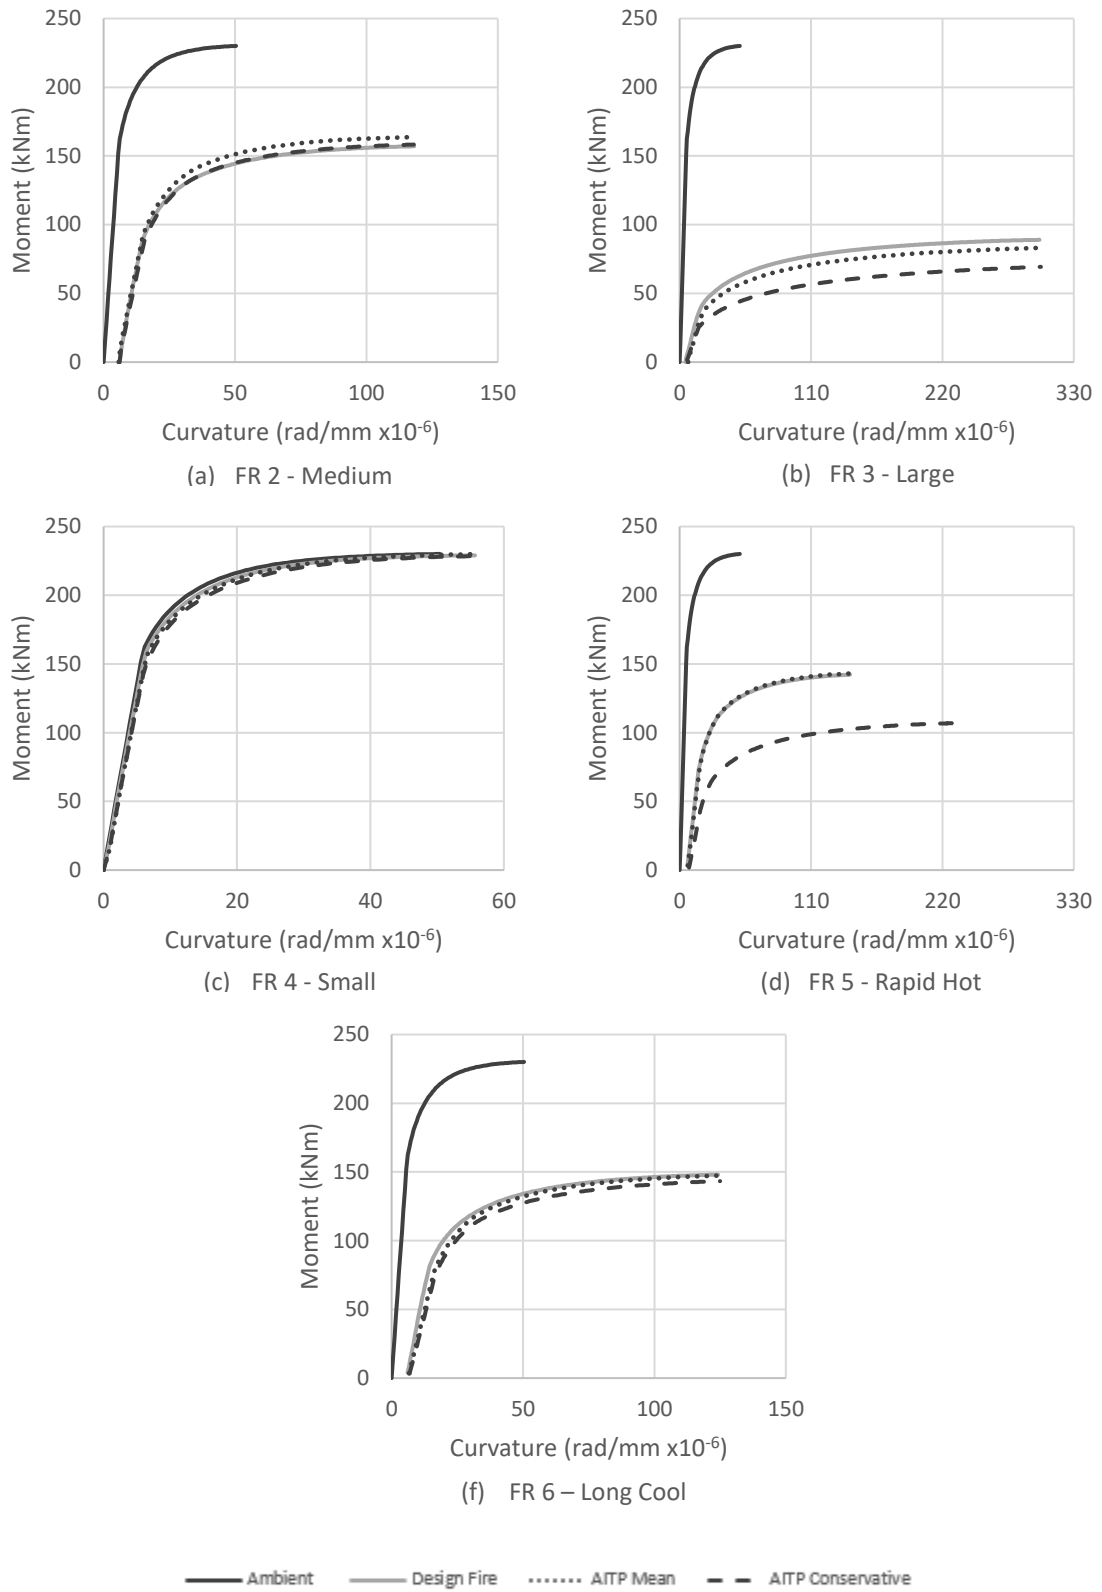 250
200
150
100
50
0
Moment (kNm)
0 50 100 150
Curvature (rad/mm x10⁻⁶)
(a) FR 2 - Medium
250
200
150
100
50
0
Moment (kNm)
0 110 220 330
Curvature (rad/mm x10⁻⁶)
(b) FR 3 - Large
250
200
150
100
50
0
Moment (kNm)
0 20 40 60
Curvature (rad/mm x10⁻⁶)
(c) FR 4 - Small
250
200
150
100
50
0
Moment (kNm)
0 110 220 330
Curvature (rad/mm x10⁻⁶)
(d) FR 5 - Rapid Hot
250
200
150
100
50
0
Moment (kNm)
0 50 100 150
Curvature (rad/mm x10⁻⁶)
(f) FR 6 – Long Cool
Ambient Design Fire AITP Mean AITP Conservative